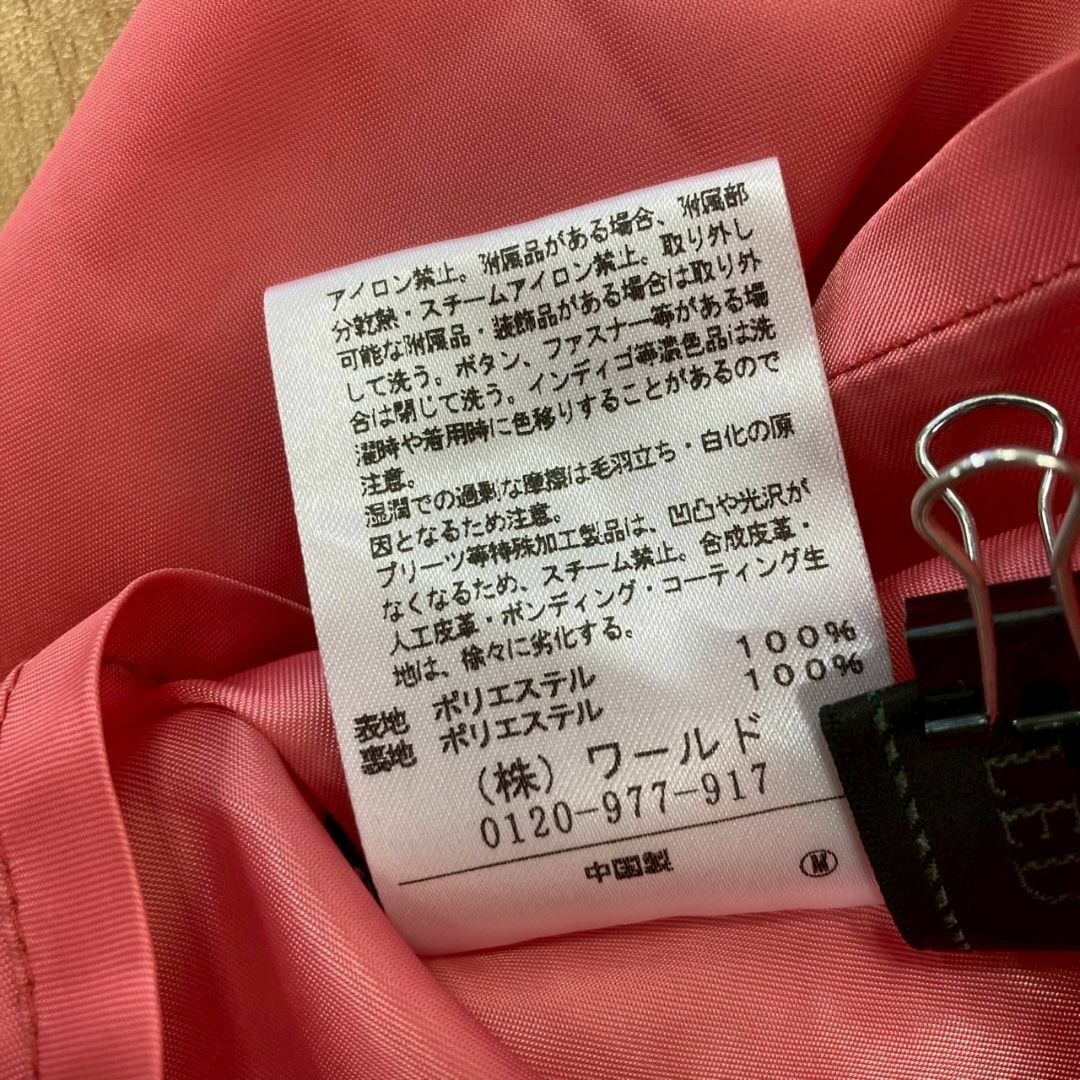 アイロン禁止。附属品がある場合、附属部
分乾熱・スチームアイロン禁止。取り外し
可能な附属品・装飾品がある場合は取り外
して洗う。ボタン、ファスナー等がある場
合は閉じて洗う。インディゴ等濃色品は洗
濯時や着用時に色移りすることがあるので
注意。
湿潤での過剰な摩擦は毛羽立ち・白化の原
因となるため注意。
プリーツ等特殊加工製品は、凹凸や光沢が
なくなるため、スチーム禁止。合成皮革・
人工皮革・ボンディング・コーティング生
地は、徐々に劣化する。
表地 ポリエステル 100%
裏地 ポリエステル 100%
(株) ワールド
0120-977-917
中国製 M